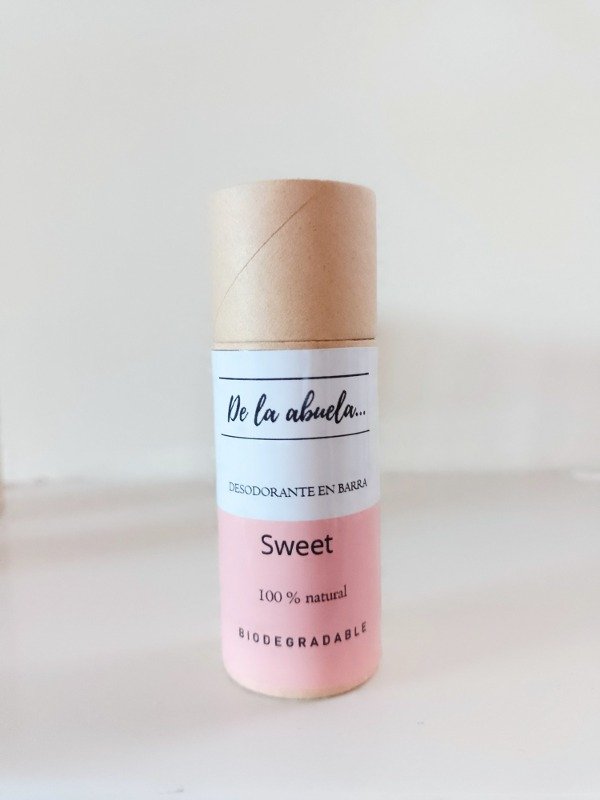 De la abuela...
DESODORANTE EN BARRA
Sweet
100 % natural
BIODEGRADABLE